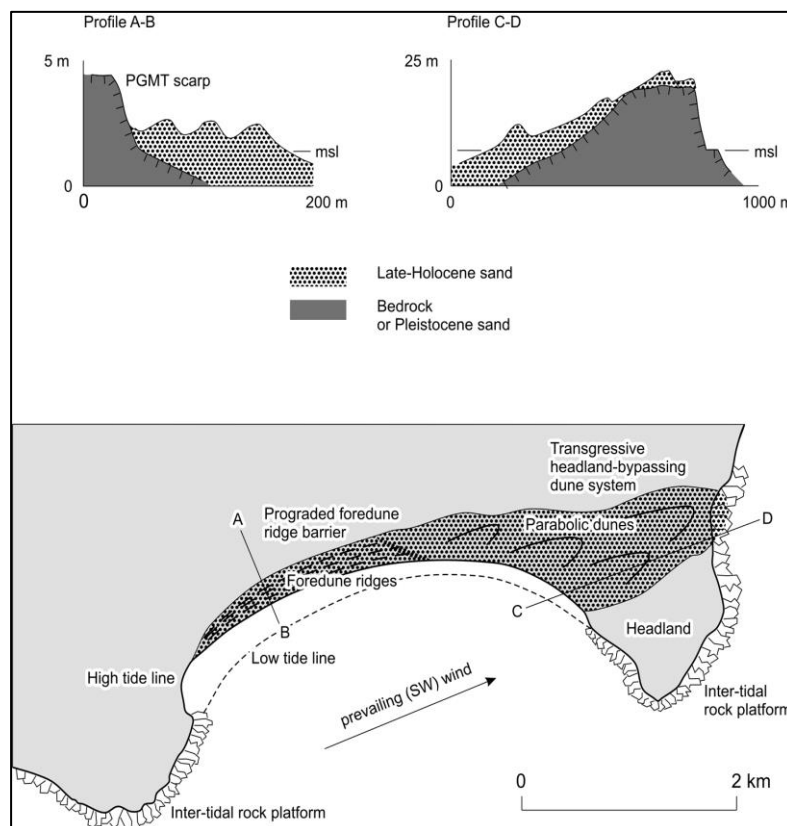 Profile A-B
Profile C-D
5 m
PGMT scarp
msl
0
0
200 m
25 m
msl
0
0
1000 m
Late-Holocene sand
Bedrock
or Pleistocene sand
Transgressive
headland-bypassing
dune system
A
Prograded foredune
ridge barrier
Parabolic dunes
D
Foredune ridges
C
B
Headland
Low tide line
High tide line
prevailing (SW) wind
Inter-tidal
rock platform
0
2 km
Inter-tidal rock platform